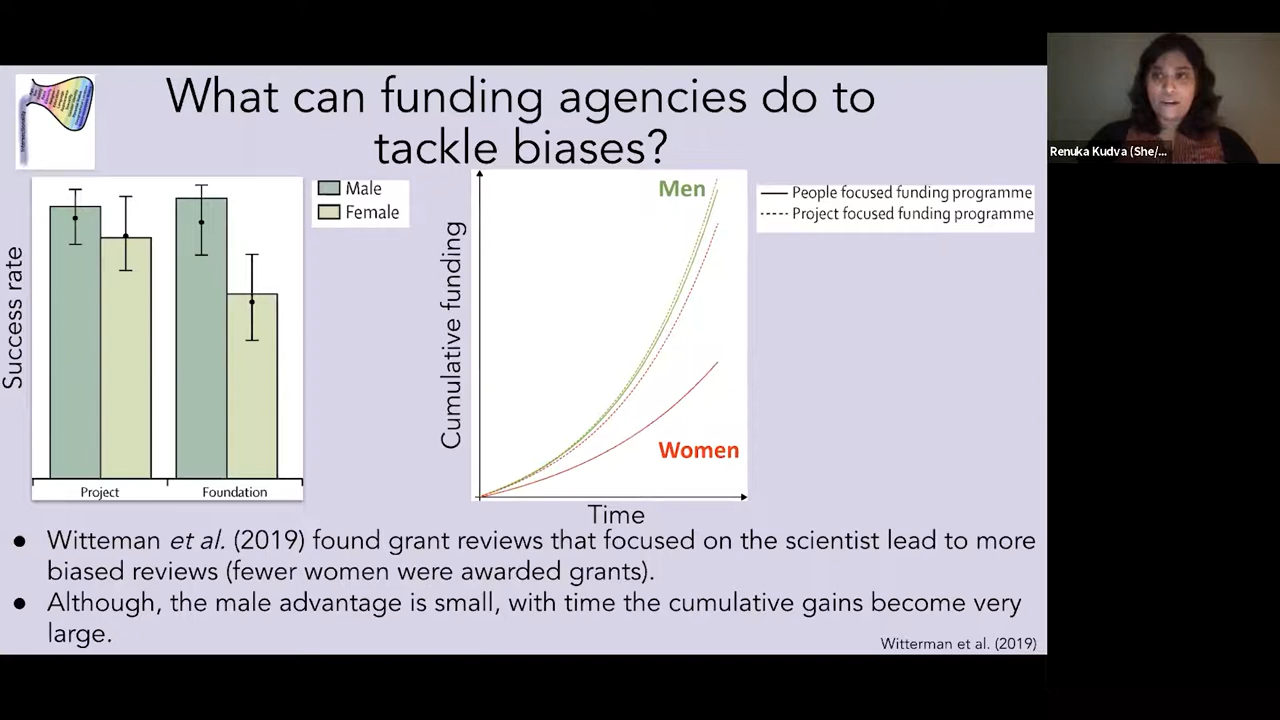 What can funding agencies do to
tackle biases?
Renuka Kudva (She/...
Male
Female
Success rate
Project
Foundation
Men
Women
Cumulative funding
Time
People focused funding programme
Project focused funding programme
● Witteman et al. (2019) found grant reviews that focused on the scientist lead to more
biased reviews (fewer women were awarded grants).
● Although, the male advantage is small, with time the cumulative gains become very
large.
Witterman et al. (2019)